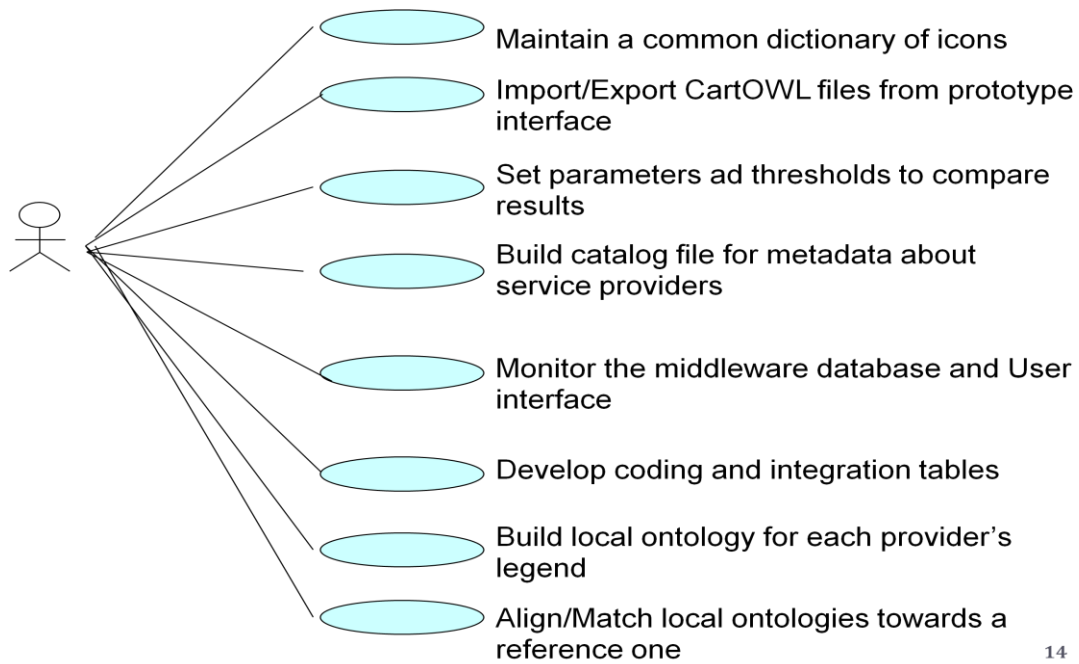 Maintain a common dictionary of icons
Import/Export CartOWL files from prototype
interface
Set parameters ad thresholds to compare
results
Build catalog file for metadata about
service providers
Monitor the middleware database and User
interface
Develop coding and integration tables
Build local ontology for each provider’s
legend
Align/Match local ontologies towards a
reference one
14